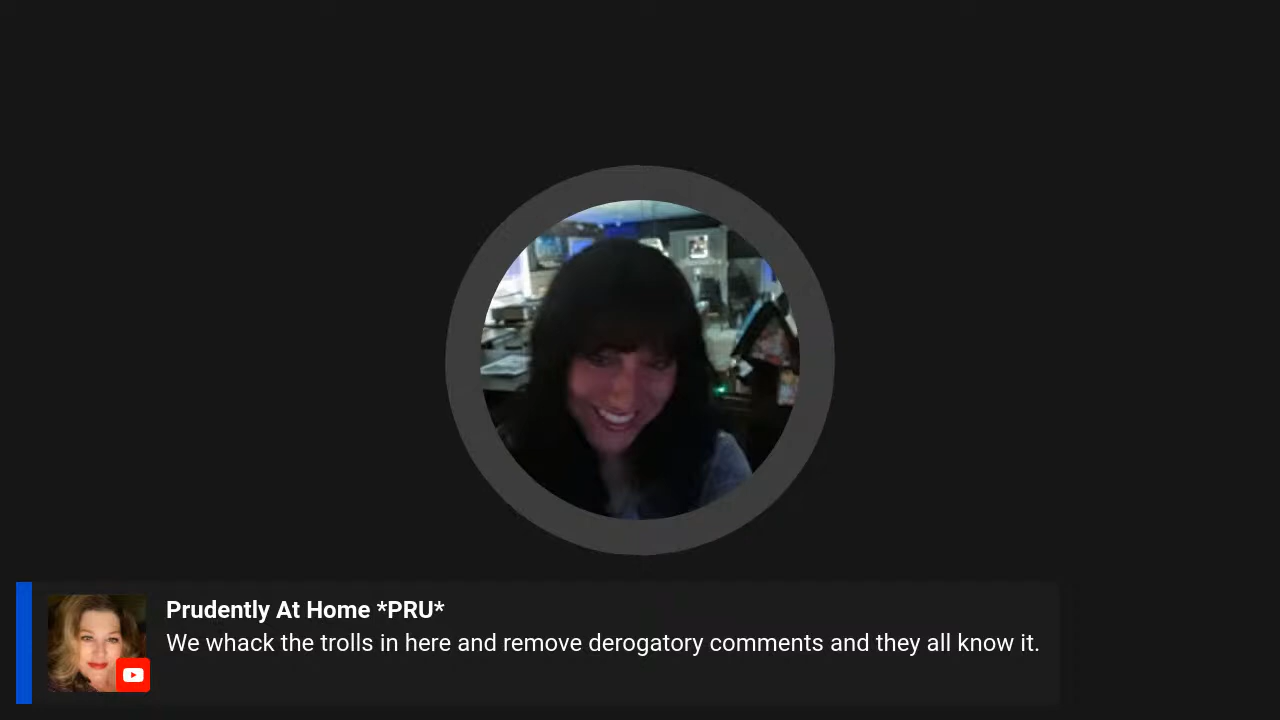 Prudently At Home *PRU*
We whack the trolls in here and remove derogatory comments and they all know it.